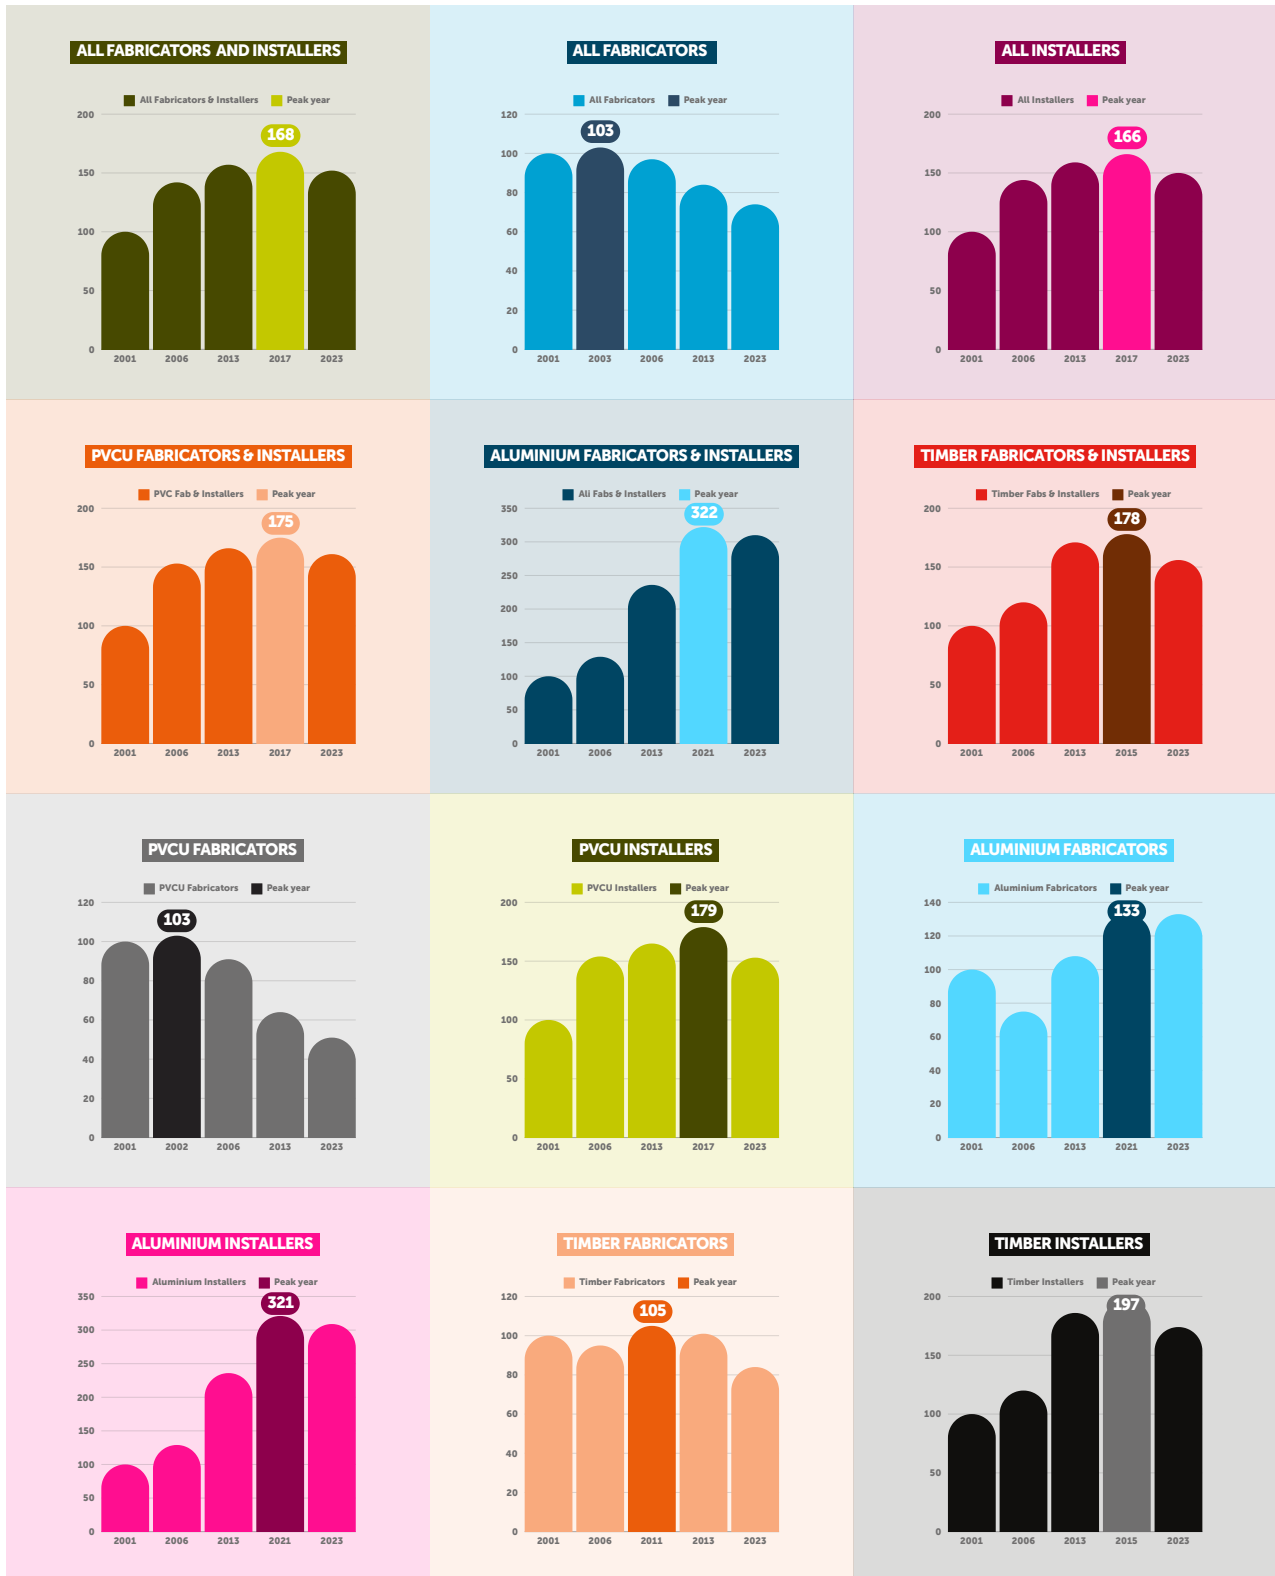 ALL FABRICATORS AND INSTALLERS
All Fabricators & Installers Peak year
200
168
150
100
50
0
2001 2006 2013 2017 2023
ALL FABRICATORS
All Fabricators Peak year
120
103
100
80
60
40
20
0
2001 2003 2006 2013 2023
ALL INSTALLERS
All Installers Peak year
200
166
150
100
50
0
2001 2006 2013 2017 2023
PVCU FABRICATORS & INSTALLERS
PVC Fab & Installers Peak year
200
175
150
100
50
0
2001 2006 2013 2017 2023
ALUMINIUM FABRICATORS & INSTALLERS
Ali Fabs & Installers Peak year
350
322
300
250
200
150
100
50
0
2001 2006 2013 2021 2023
TIMBER FABRICATORS & INSTALLERS
Timber Fabs & Installers Peak year
200
178
150
100
50
0
2001 2006 2013 2015 2023
PVCU FABRICATORS
PVCU Fabricators Peak year
120
103
100
80
60
40
20
0
2001 2002 2006 2013 2023
PVCU INSTALLERS
PVCU Installers Peak year
200
179
150
100
50
0
2001 2006 2013 2017 2023
ALUMINIUM FABRICATORS
Aluminium Fabricators Peak year
140
133
120
100
80
60
40
20
0
2001 2006 2013 2021 2023
ALUMINIUM INSTALLERS
Aluminium Installers Peak year
350
321
300
250
200
150
100
50
0
2001 2006 2013 2021 2023
TIMBER FABRICATORS
Timber Fabricators Peak year
120
105
100
80
60
40
20
0
2001 2006 2011 2013 2023
TIMBER INSTALLERS
Timber Installers Peak year
200
197
150
100
50
0
2001 2006 2013 2015 2023